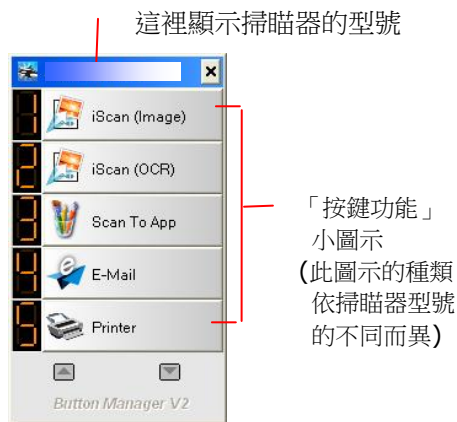 這裡顯示掃瞄器的型號
1 iScan (Image)
2 iScan (OCR)
3 Scan To App
4 E-Mail
5 Printer
Button Manager V2
「按鍵功能」
小圖示
(此圖示的種類
依掃瞄器型號
的不同而異)